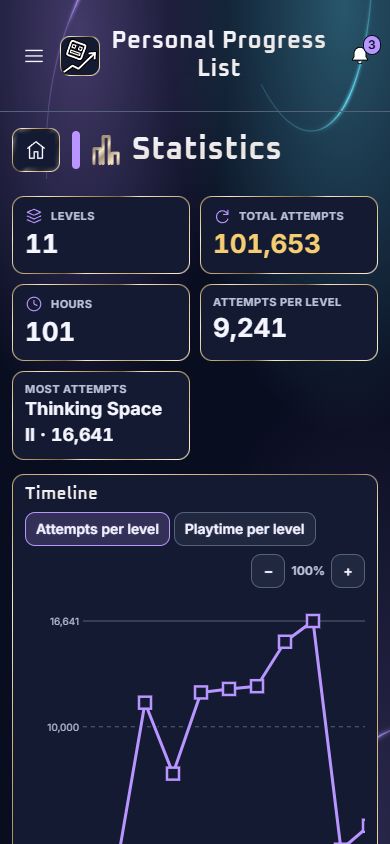 Personal Progress
List
3
Statistics
LEVELS
11
TOTAL ATTEMPTS
101,653
HOURS
101
ATTEMPTS PER LEVEL
9,241
MOST ATTEMPTS
Thinking Space
II · 16,641
Timeline
Attempts per level
Playtime per level
− 100% +
16,641
10,000